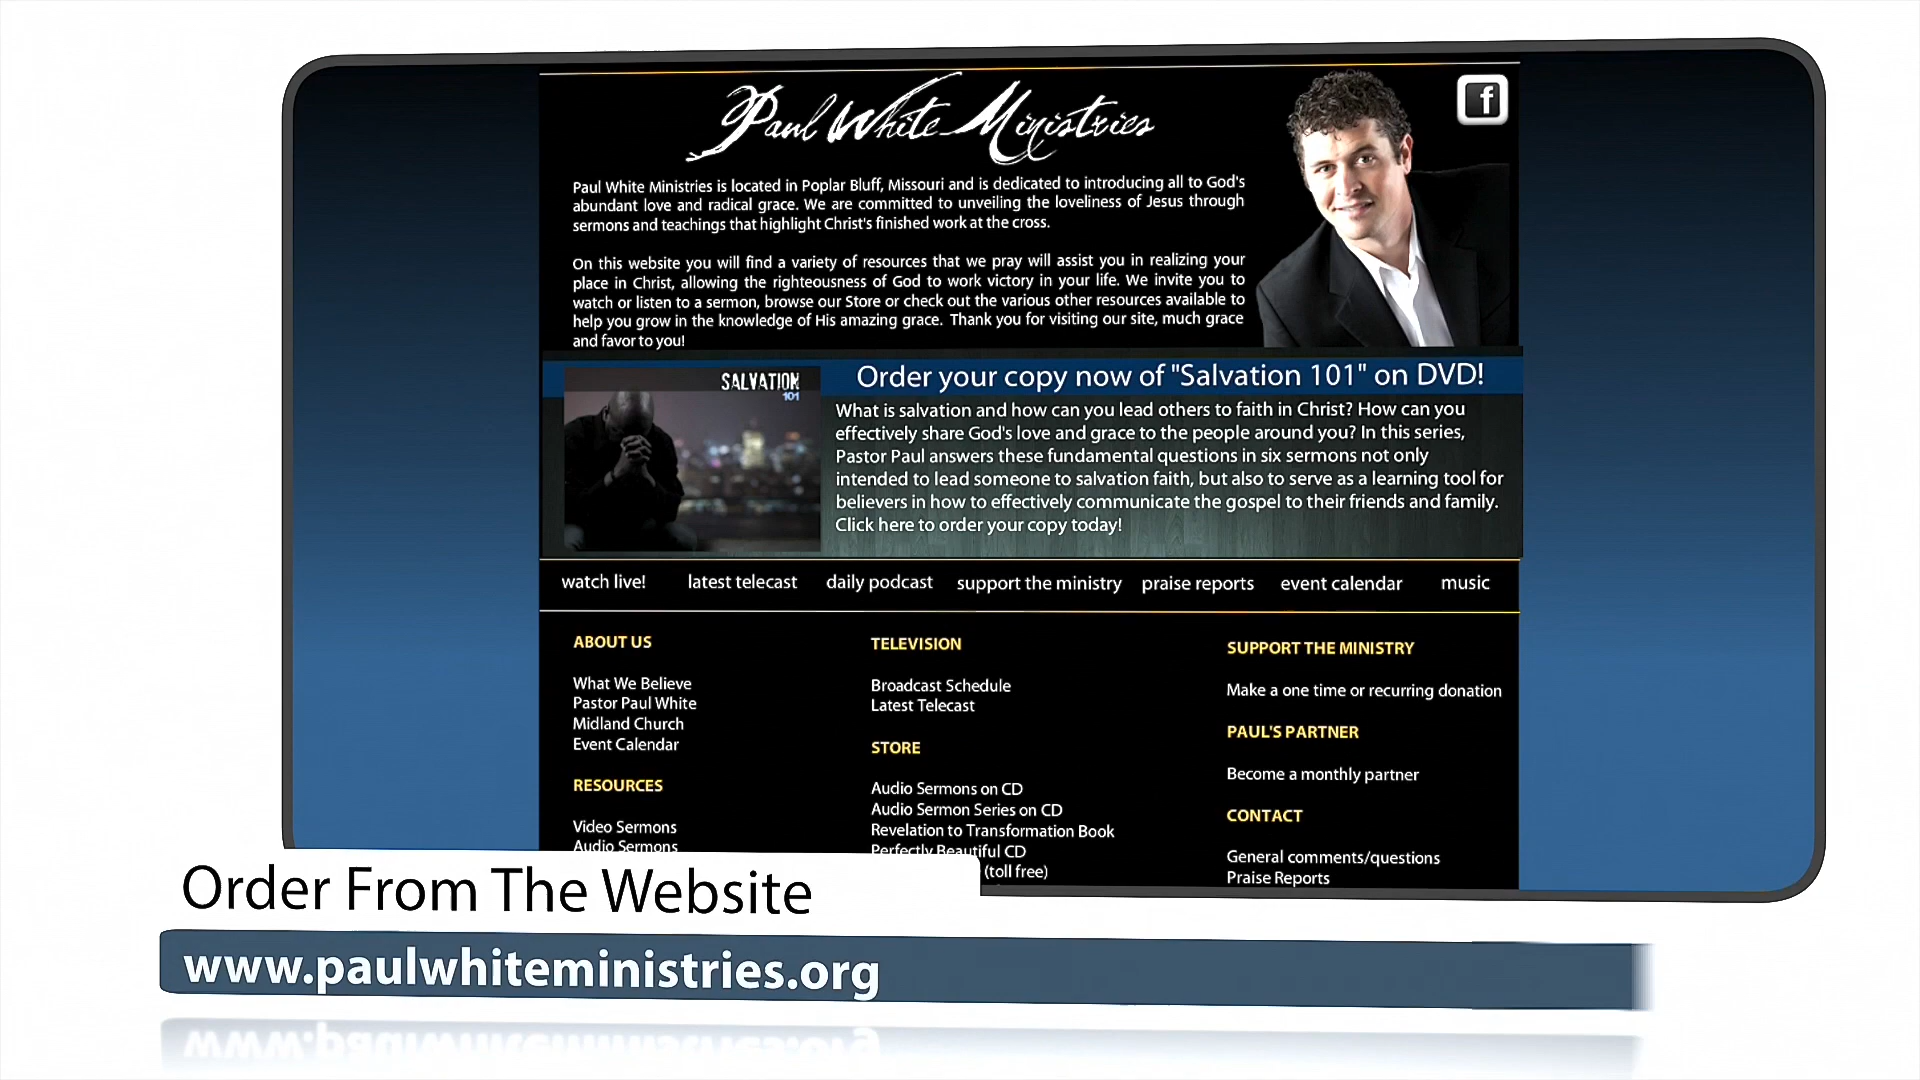 Paul White Ministries
f
Paul White Ministries is located in Poplar Bluff, Missouri and is dedicated to introducing all to God's
abundant love and radical grace. We are committed to unveiling the loveliness of Jesus through
sermons and teachings that highlight Christ's finished work at the cross.
On this website you will find a variety of resources that we pray will assist you in realizing your
place in Christ, allowing the righteousness of God to work victory in your life. We invite you to
watch or listen to a sermon, browse our Store or check out the various other resources available to
help you grow in the knowledge of His amazing grace. Thank you for visiting our site, much grace
and favor to you!
SALVATION
101
Order your copy now of "Salvation 101" on DVD!
What is salvation and how can you lead others to faith in Christ? How can you
effectively share God's love and grace to the people around you? In this series,
Pastor Paul answers these fundamental questions in six sermons not only
intended to lead someone to salvation faith, but also to serve as a learning tool for
believers in how to effectively communicate the gospel to their friends and family.
Click here to order your copy today!
watch live! latest telecast daily podcast support the ministry praise reports event calendar music
ABOUT US
What We Believe
Pastor Paul White
Midland Church
Event Calendar
RESOURCES
Video Sermons
Audio Sermons
TELEVISION
Broadcast Schedule
Latest Telecast
STORE
Audio Sermons on CD
Audio Sermon Series on CD
Revelation to Transformation Book
Perfectly Beautiful CD
(toll free)
SUPPORT THE MINISTRY
Make a one time or recurring donation
PAUL'S PARTNER
Become a monthly partner
CONTACT
General comments/questions
Praise Reports
Order From The Website
www.paulwhiteministries.org